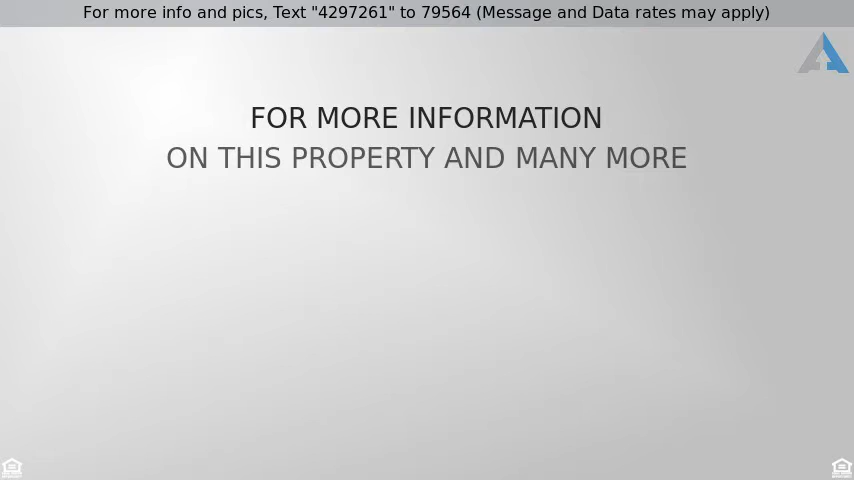 For more info and pics, Text "4297261" to 79564 (Message and Data rates may apply)
FOR MORE INFORMATION
ON THIS PROPERTY AND MANY MORE